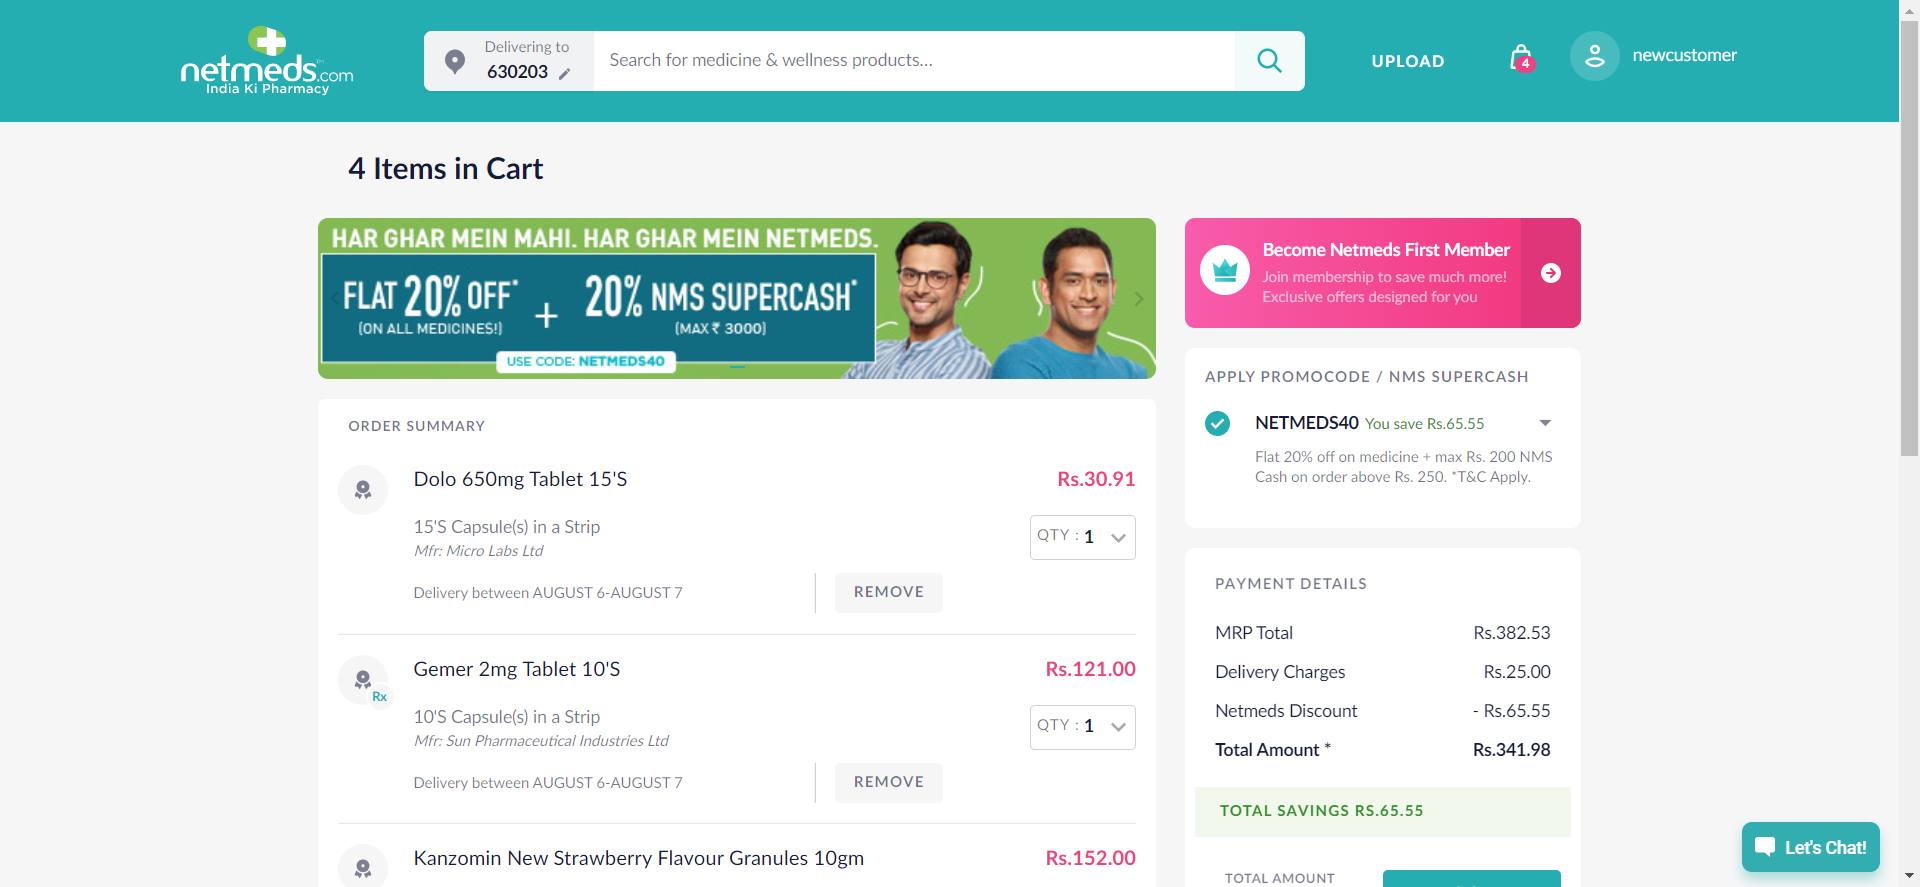 netmeds.com
India Ki Pharmacy
Delivering to
630203
Search for medicine & wellness products...
UPLOAD
4
newcustomer
4 Items in Cart
HAR GHAR MEIN MAHI. HAR GHAR MEIN NETMEDS.
FLAT 20% OFF* + 20% NMS SUPERCASH*
(ON ALL MEDICINES!) (MAX ₹ 3000)
USE CODE: NETMEDS40
Become Netmeds First Member
Join membership to save much more!
Exclusive offers designed for you
APPLY PROMOCODE / NMS SUPERCASH
NETMEDS40 You save Rs.65.55
Flat 20% off on medicine + max Rs. 200 NMS
Cash on order above Rs. 250. *T&C Apply.
ORDER SUMMARY
Dolo 650mg Tablet 15'S
Rs.30.91
15'S Capsule(s) in a Strip
Mfr: Micro Labs Ltd
QTY : 1
Delivery between AUGUST 6-AUGUST 7
REMOVE
Rx
Gemer 2mg Tablet 10'S
Rs.121.00
10'S Capsule(s) in a Strip
Mfr: Sun Pharmaceutical Industries Ltd
QTY : 1
Delivery between AUGUST 6-AUGUST 7
REMOVE
Kanzomin New Strawberry Flavour Granules 10gm
Rs.152.00
PAYMENT DETAILS
MRP Total Rs.382.53
Delivery Charges Rs.25.00
Netmeds Discount - Rs.65.55
Total Amount * Rs.341.98
TOTAL SAVINGS RS.65.55
TOTAL AMOUNT
Let's Chat!